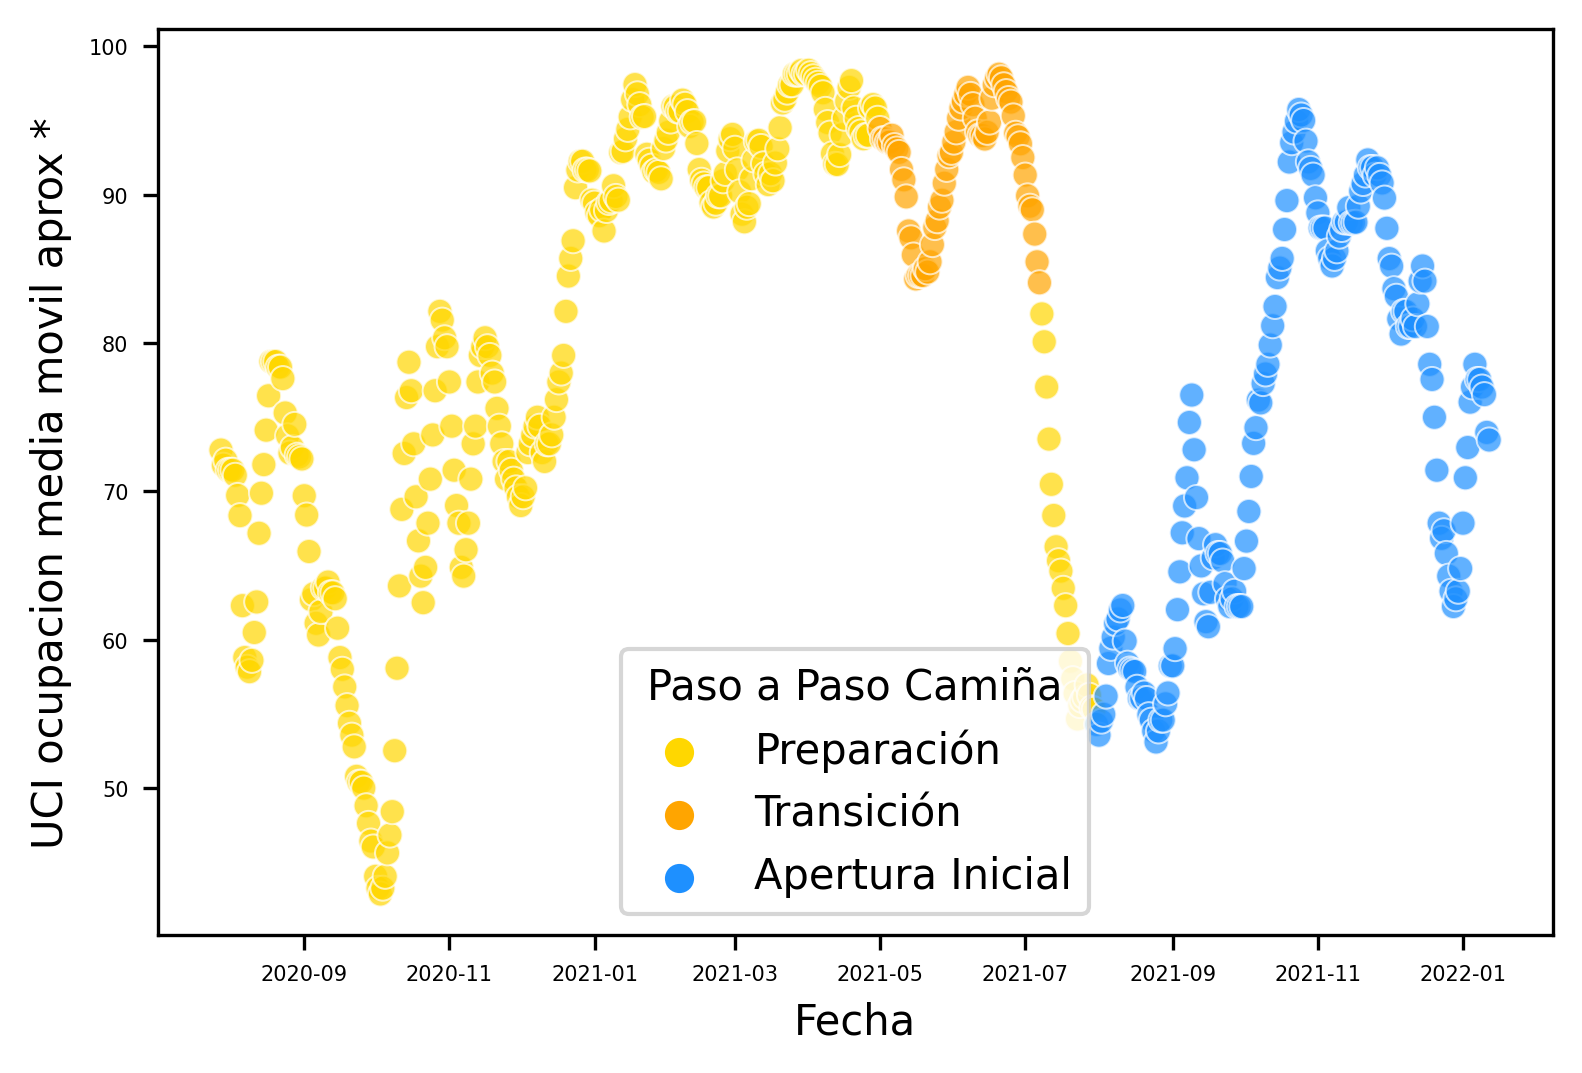 100
90
80
70
60
50
UCI ocupacion media movil aprox *
Paso a Paso Camiña
Preparación
Transición
Apertura Inicial
2020-09 2020-11 2021-01 2021-03 2021-05 2021-07 2021-09 2021-11 2022-01
Fecha